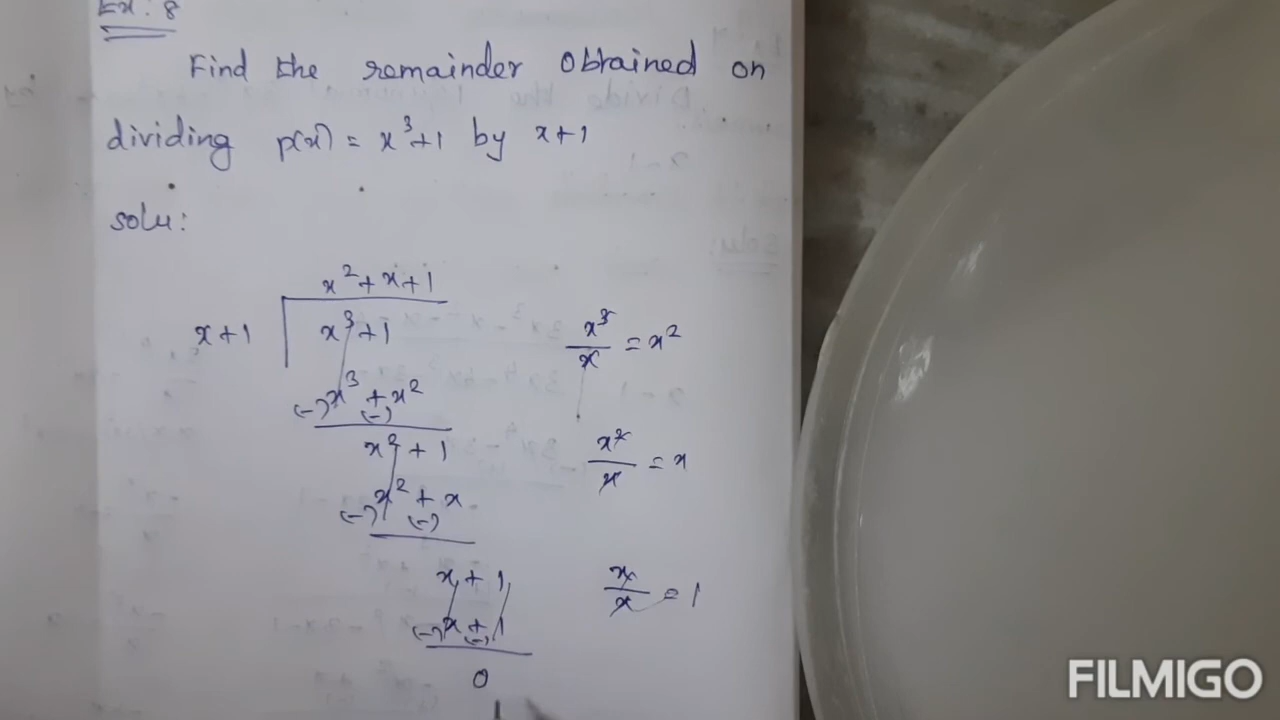 Ex: 8
Find the remainder Obtained on
dividing p(x) = x³+1 by x+1
solu:
x²+x+1
x+1 x³+1 x³/x = x²
(-)x³ +(-)x²
x²+1 x²/x = x
(-)x² +(-)x
x+1 x/x = 1
(-)x +(-)1
0
FILMIGO